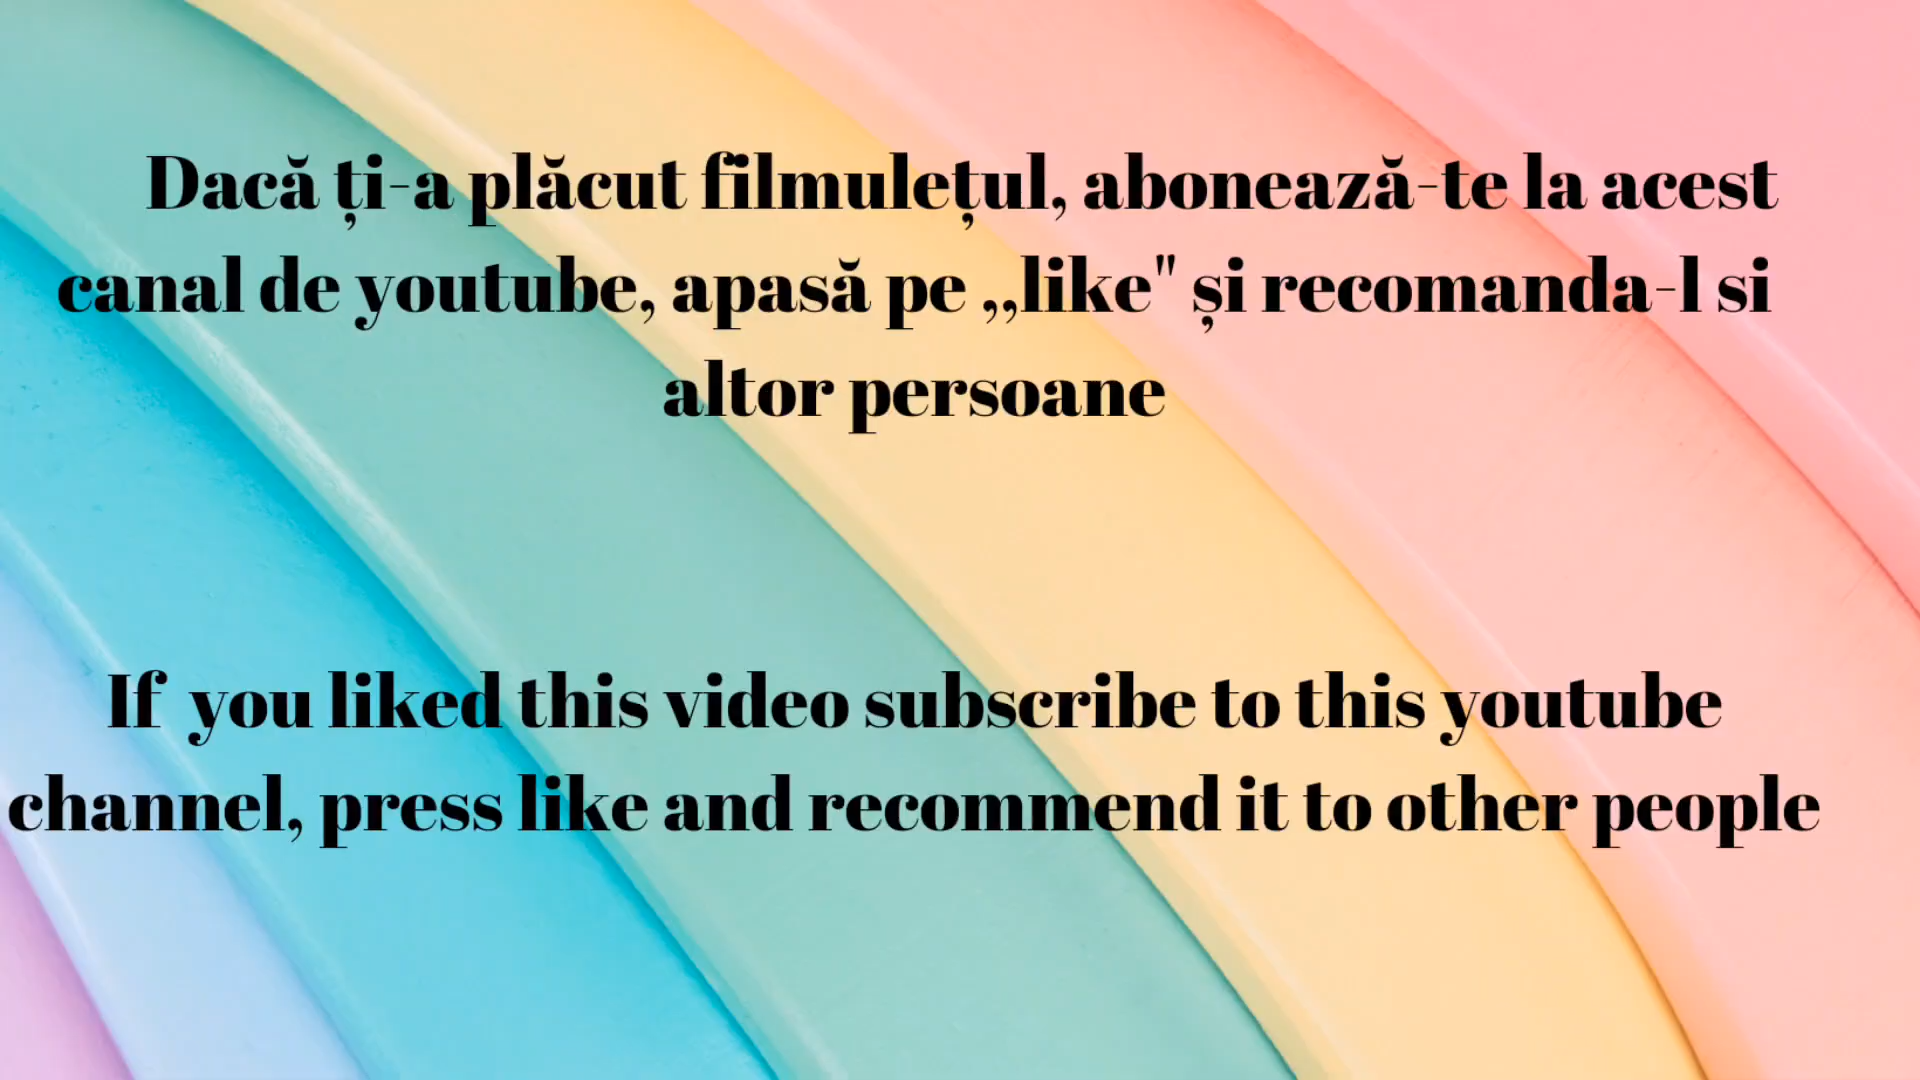 Dacă ți-a plăcut filmulețul, abonează-te la acest
canal de youtube, apasă pe ,,like" și recomanda-l si
altor persoane
If you liked this video subscribe to this youtube
channel, press like and recommend it to other people